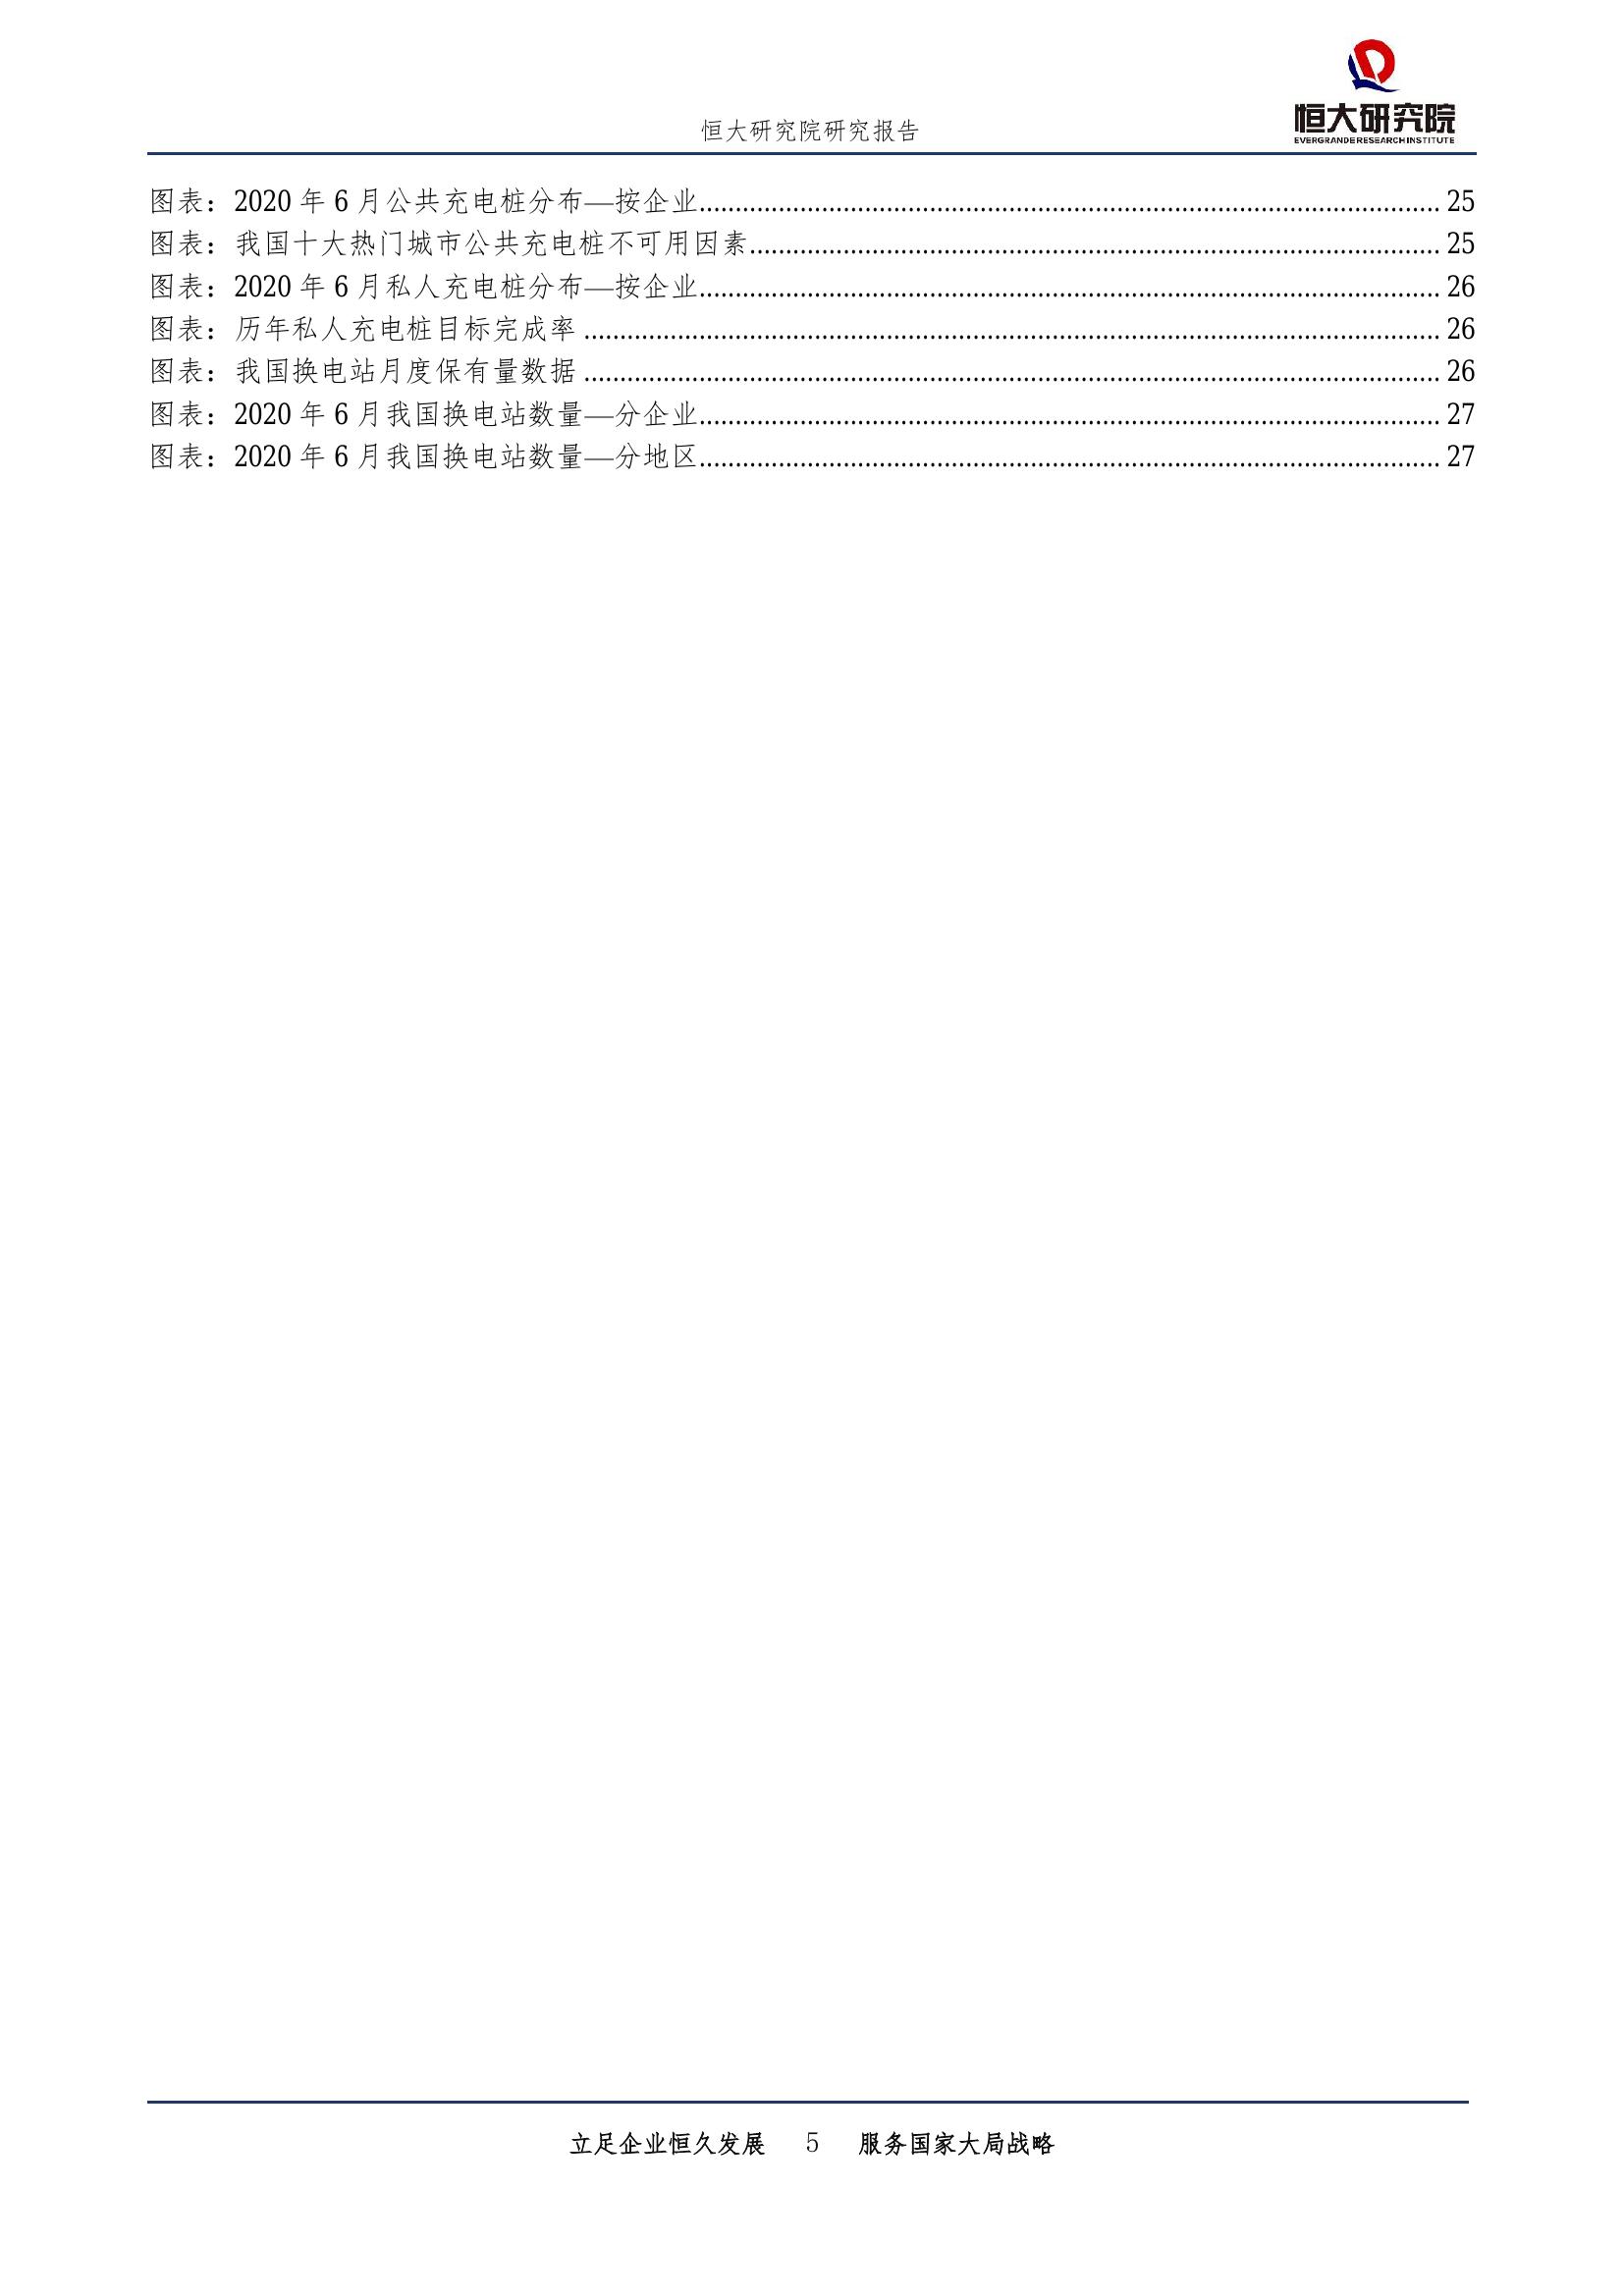 恒大研究院研究报告
恒大研究院
EVERGRANDE RESEARCH INSTITUTE
图表：2020 年 6 月公共充电桩分布—按企业........................................ 25
图表：我国十大热门城市公共充电桩不可用因素........................................ 25
图表：2020 年 6 月私人充电桩分布—按企业........................................ 26
图表：历年私人充电桩目标完成率 ........................................ 26
图表：我国换电站月度保有量数据 ........................................ 26
图表：2020 年 6 月我国换电站数量—分企业........................................ 27
图表：2020 年 6 月我国换电站数量—分地区........................................ 27
立足企业恒久发展 5 服务国家大局战略